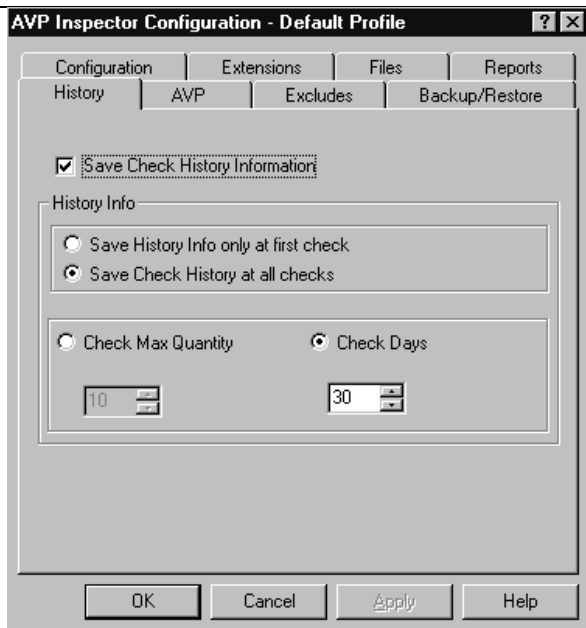 AVP Inspector Configuration - Default Profile ? ×
Configuration Extensions Files Reports
History AVP Excludes Backup/Restore
Save Check History Information
History Info
Save History Info only at first check
Save Check History at all checks
Check Max Quantity Check Days
10 30
OK Cancel Apply Help